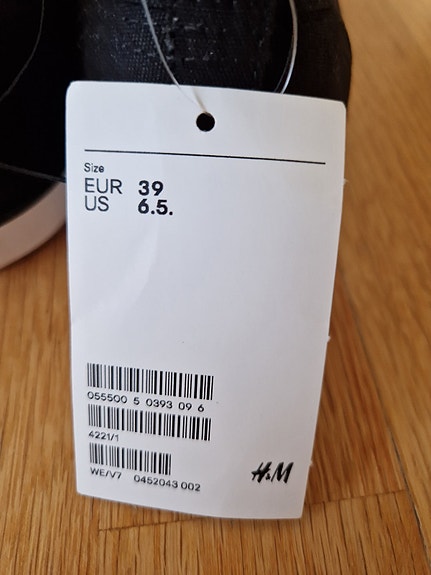 Size
EUR 39
US 6.5.
055500 5 0393 09 6
4221/1
WE/V7 0452043 002
H&M